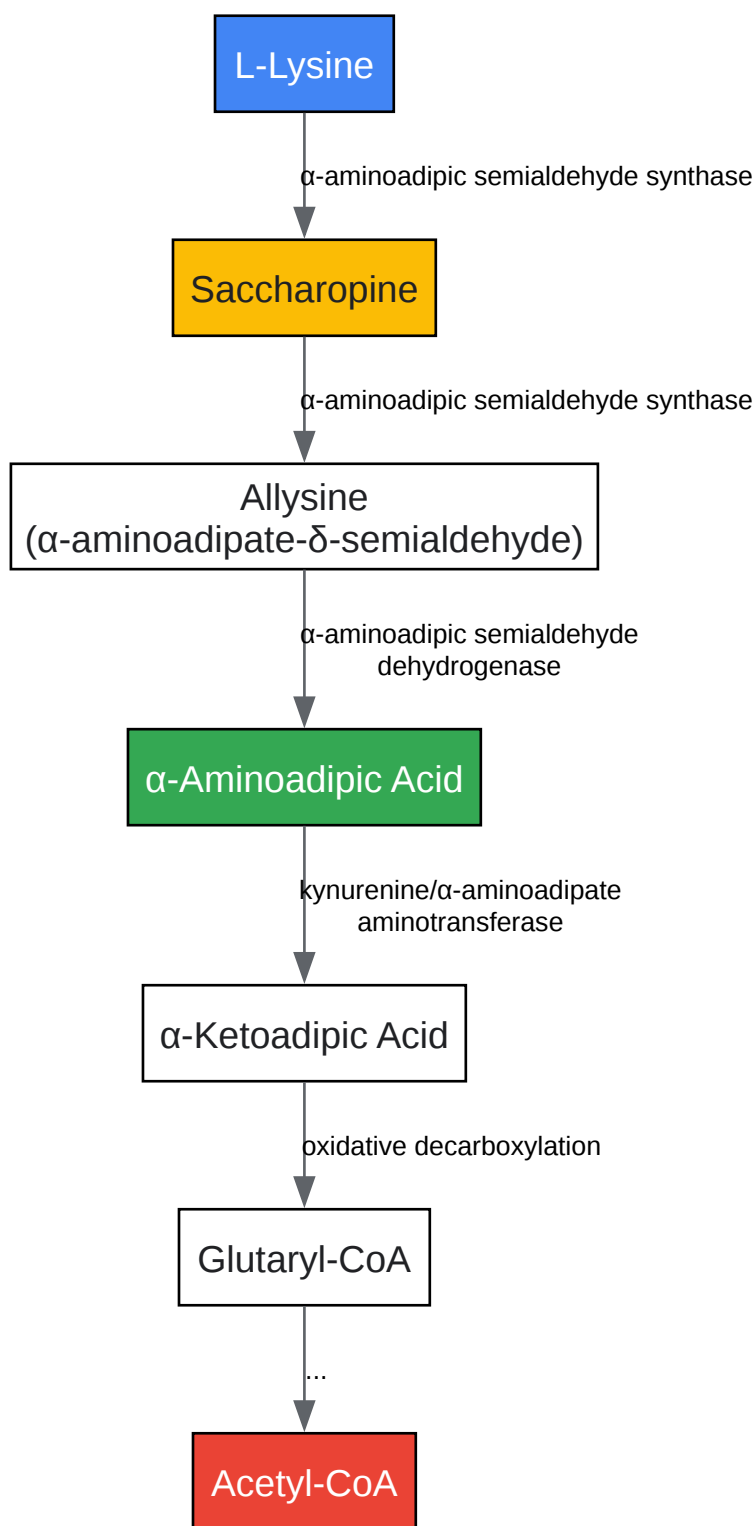 L-Lysine
α-aminoadipic semialdehyde synthase
Saccharopine
α-aminoadipic semialdehyde synthase
Allysine
(α-aminoadipate-δ-semialdehyde)
α-aminoadipic semialdehyde
dehydrogenase
α-Aminoadipic Acid
kynurenine/α-aminoadipate
aminotransferase
α-Ketoadipic Acid
oxidative decarboxylation
Glutaryl-CoA
...
Acetyl-CoA